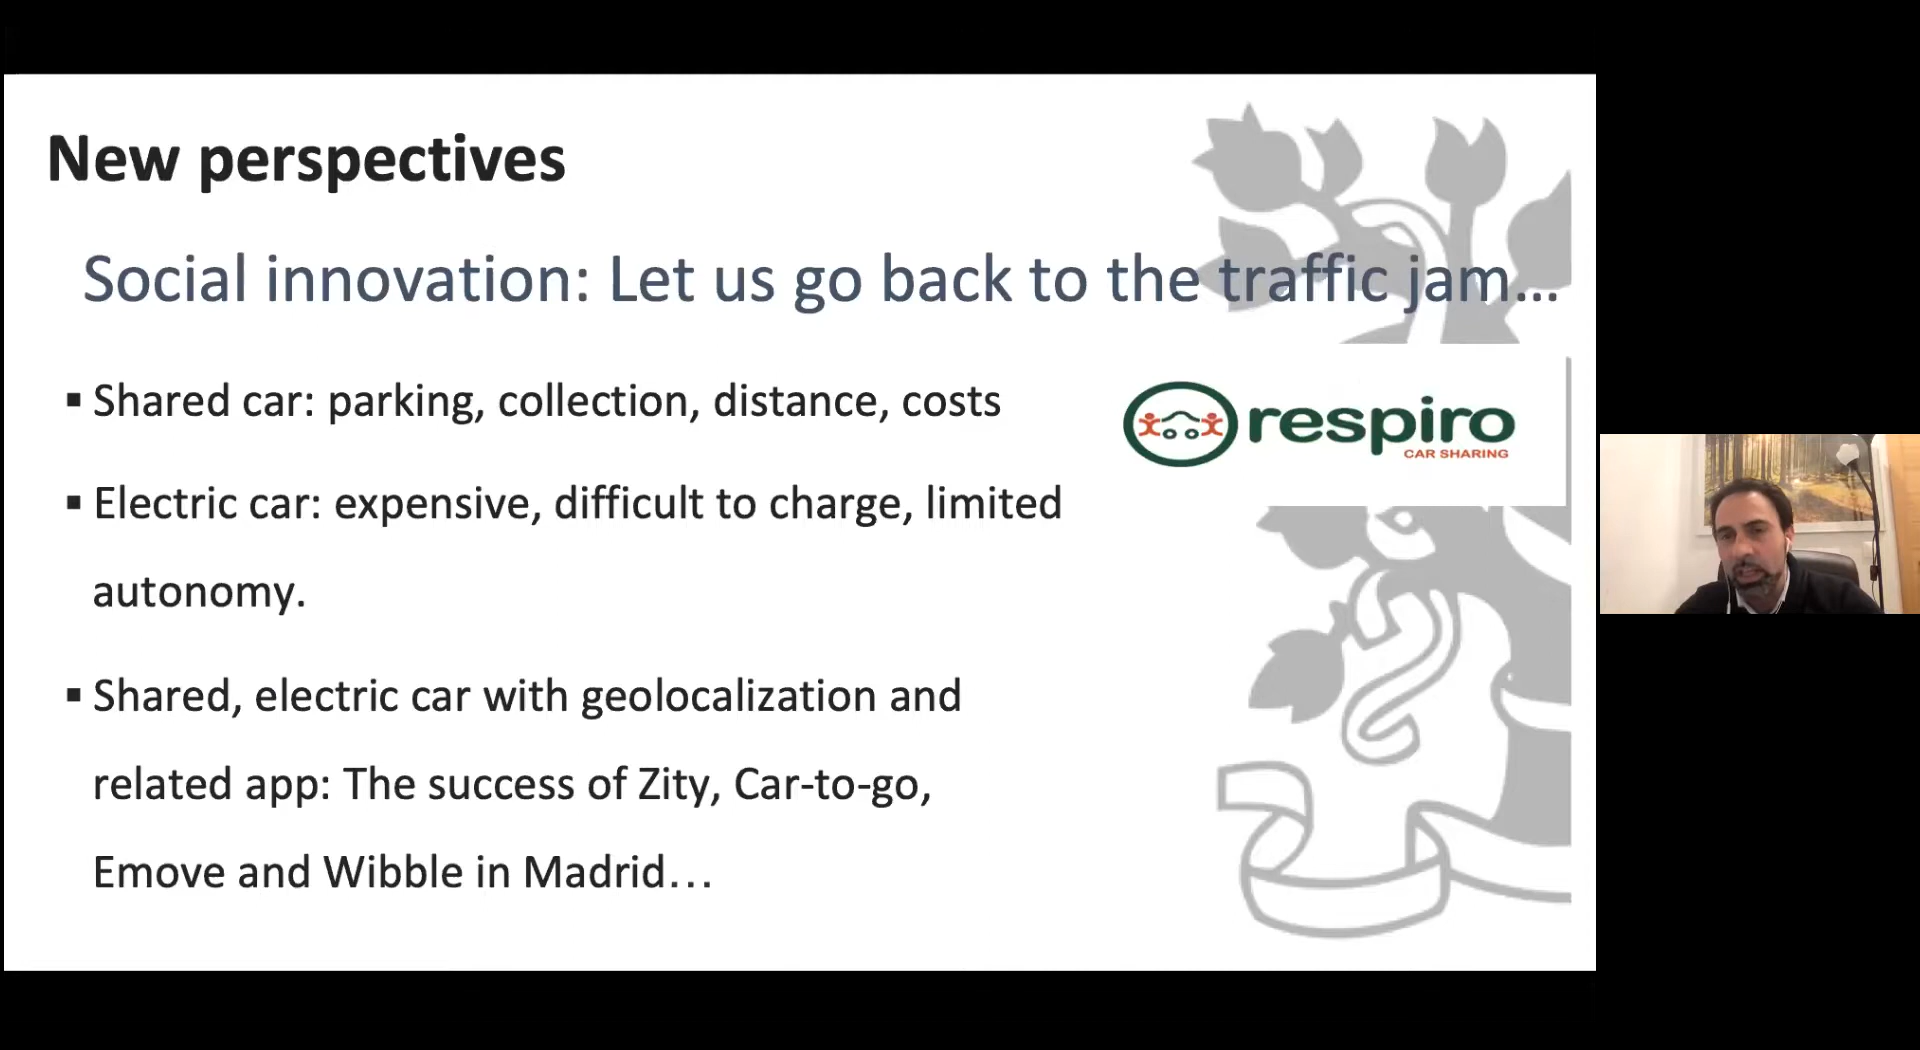 New perspectives
Social innovation: Let us go back to the traffic jam...
▪ Shared car: parking, collection, distance, costs
respiro
CAR SHARING
▪ Electric car: expensive, difficult to charge, limited
autonomy.
▪ Shared, electric car with geolocalization and
related app: The success of Zity, Car-to-go,
Emove and Wibble in Madrid...